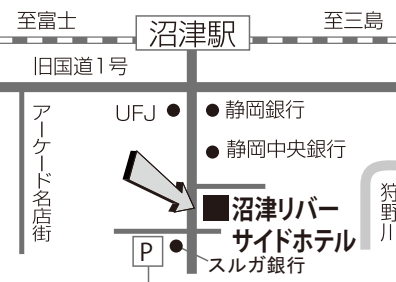 至富士
沼津駅
至三島
旧国道1号
UFJ
静岡銀行
アーケード名店街
静岡中央銀行
沼津リバー
サイドホテル
狩野川
P
スルガ銀行